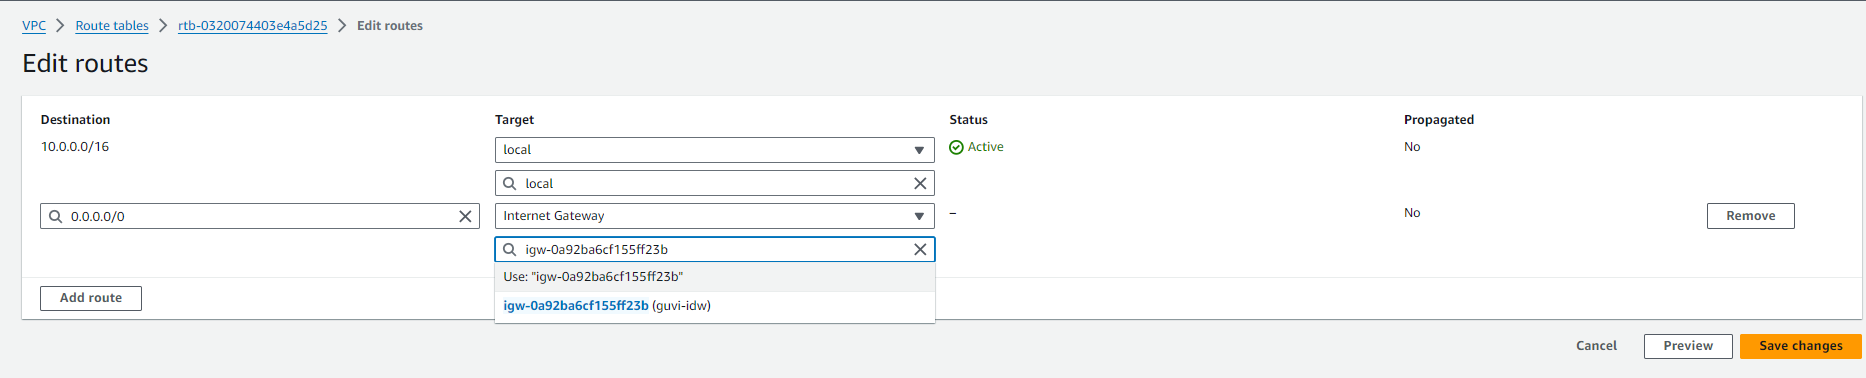 VPC > Route tables > rtb-0320074403e4a5d25 > Edit routes
Edit routes
Destination Target Status Propagated
10.0.0.0/16 local Active No
local
0.0.0.0/0 Internet Gateway – No Remove
igw-0a92ba6cf155ff23b
Use: "igw-0a92ba6cf155ff23b"
Add route
igw-0a92ba6cf155ff23b (guvi-idw)
Cancel Preview Save changes